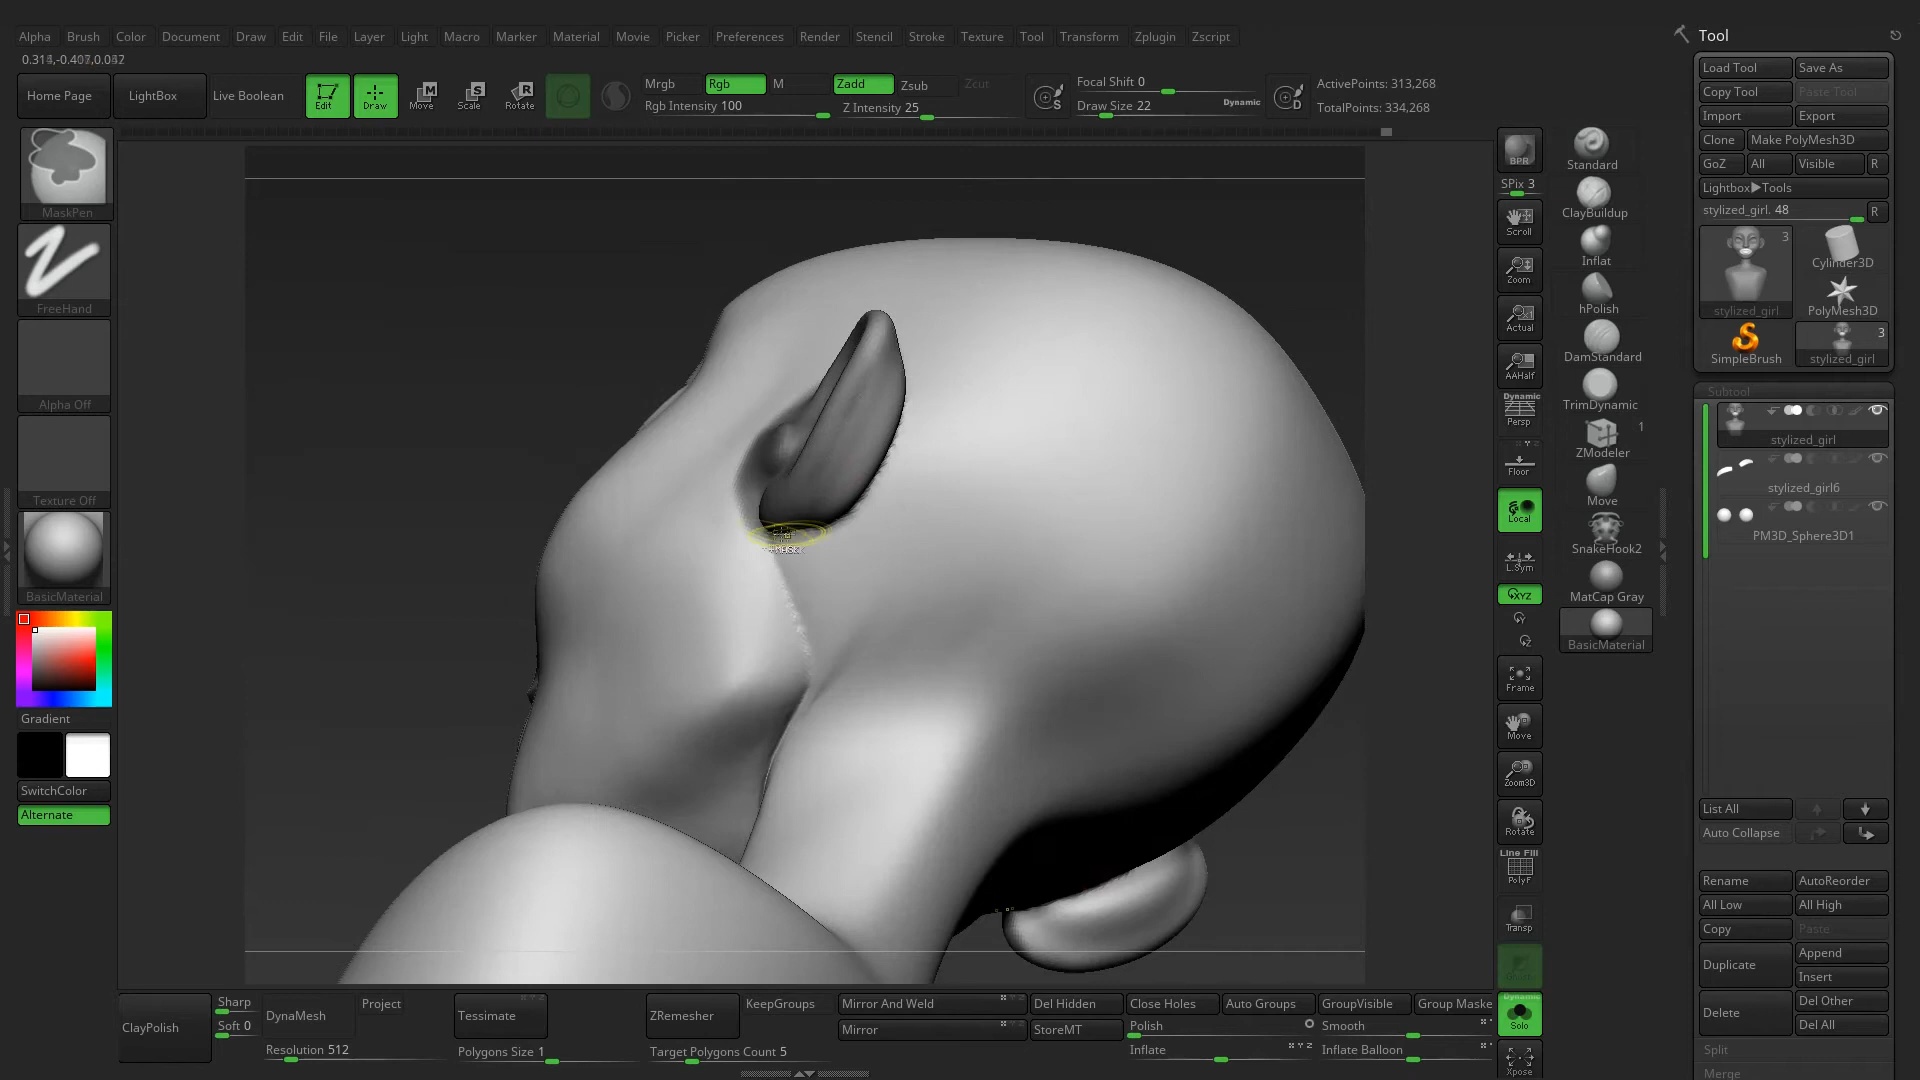 Alpha Brush Color Document Draw Edit File Layer Light Macro Marker Material Movie Picker Preferences Render Stencil Stroke Texture Tool Transform Zplugin Zscript
Tool
Home Page
LightBox
Live Boolean
Edit
Draw
Move
Scale
Rotate
Mrgb Rgb M
Rgb Intensity 100
Zadd Zsub Zcut
Z Intensity 25
S
Focal Shift 0
Draw Size 22
Dynamic
D
ActivePoints: 313,268
TotalPoints: 334,268
MaskPen
FreeHand
Alpha Off
Texture Off
BasicMaterial
Gradient
SwitchColor
Alternate
BPR
SPix 3
Scroll
Zoom
Actual
AAHalf
Dynamic
Persp
Floor
Local
L.Sym
XYZ
Y
Z
Frame
Move
Zoom3D
Rotate
Line Fill
PolyF
Transp
Dynamic
Solo
Xpose
Standard
ClayBuildup
Inflat
hPolish
DamStandard
TrimDynamic
1
ZModeler
Move
SnakeHook2
MatCap Gray
BasicMaterial
Load Tool Save As
Copy Tool Paste Tool
Import Export
Clone Make PolyMesh3D
GoZ All Visible R
Lightbox▶Tools
stylized_girl. 48 R
3
stylized_girl
Cylinder3D
PolyMesh3D
SimpleBrush
3
stylized_girl
Subtool
stylized_girl
stylized_girl6
PM3D_Sphere3D1
List All
Auto Collapse
Rename AutoReorder
All Low All High
Copy Paste
Duplicate
Append
Insert
Delete
Del Other
Del All
Split
Merge
ClayPolish
Sharp
Soft 0
DynaMesh
Project
Resolution 512
Tessimate
Polygons Size 1
ZRemesher
KeepGroups
Target Polygons Count 5
Mirror And Weld
Mirror
Del Hidden
StoreMT
Close Holes
Auto Groups
GroupVisible
Group Maske
Polish
Smooth
Inflate
Inflate Balloon